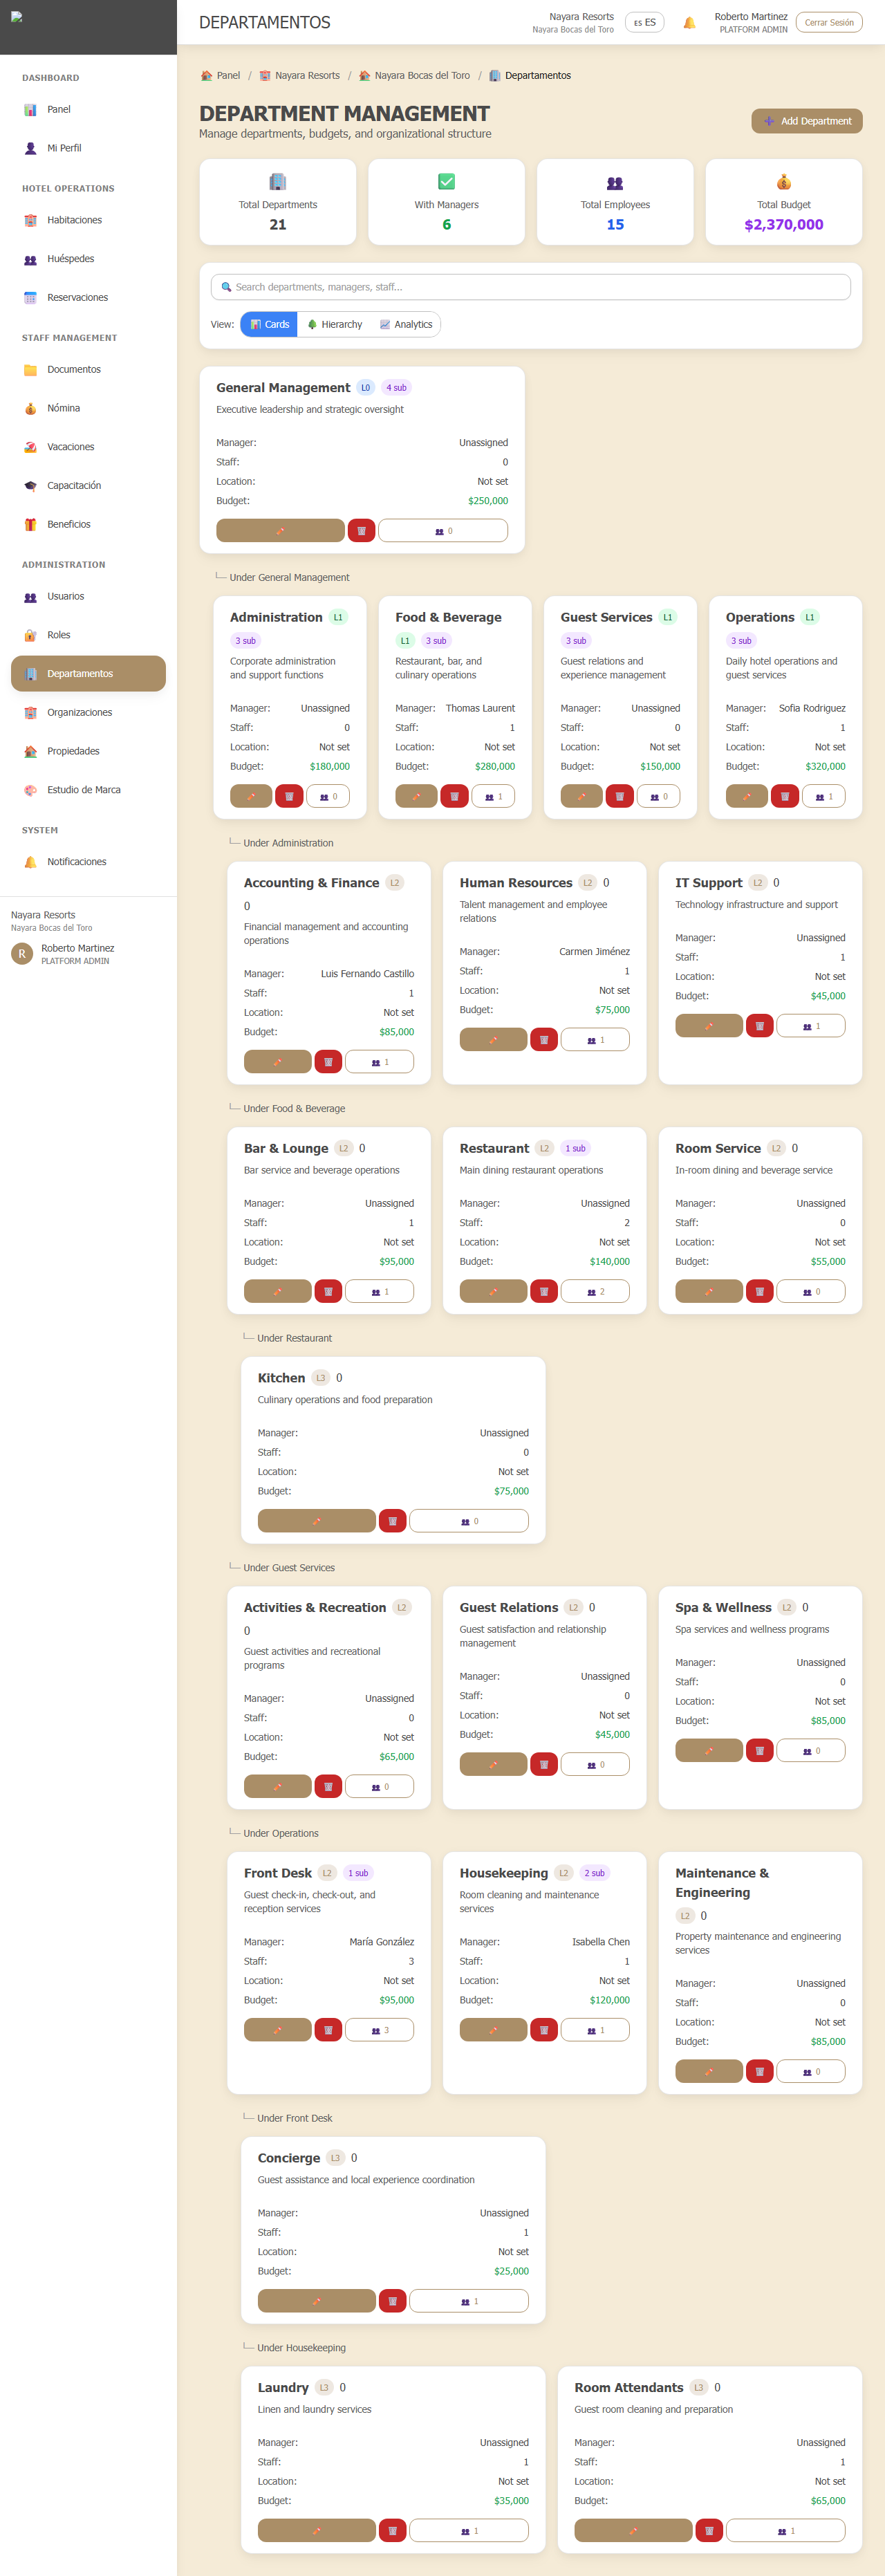 DASHBOARD
Panel
Mi Perfil
HOTEL OPERATIONS
Habitaciones
Huéspedes
Reservaciones
STAFF MANAGEMENT
Documentos
Nómina
Vacaciones
Capacitación
Beneficios
ADMINISTRATION
Usuarios
Roles
Departamentos
Organizaciones
Propiedades
Estudio de Marca
SYSTEM
Notificaciones
Nayara Resorts
Nayara Bocas del Toro
R
Roberto Martinez
PLATFORM ADMIN
DEPARTAMENTOS
Nayara Resorts
Nayara Bocas del Toro
ES ES
Roberto Martinez
PLATFORM ADMIN
Cerrar Sesión
Panel / Nayara Resorts / Nayara Bocas del Toro / Departamentos
DEPARTMENT MANAGEMENT
Manage departments, budgets, and organizational structure
Add Department
Total Departments
21
With Managers
6
Total Employees
15
Total Budget
$2,370,000
Search departments, managers, staff...
View: Cards Hierarchy Analytics
General Management L0 4 sub
Executive leadership and strategic oversight
Manager: Unassigned
Staff: 0
Location: Not set
Budget: $250,000
0
Under General Management
Administration L1
3 sub
Corporate administration
and support functions
Manager: Unassigned
Staff: 0
Location: Not set
Budget: $180,000
0
Food & Beverage
L1 3 sub
Restaurant, bar, and
culinary operations
Manager: Thomas Laurent
Staff: 1
Location: Not set
Budget: $280,000
1
Guest Services L1
3 sub
Guest relations and
experience management
Manager: Unassigned
Staff: 0
Location: Not set
Budget: $150,000
0
Operations L1
3 sub
Daily hotel operations and
guest services
Manager: Sofia Rodriguez
Staff: 1
Location: Not set
Budget: $320,000
1
Under Administration
Accounting & Finance L2
0
Financial management and accounting
operations
Manager: Luis Fernando Castillo
Staff: 1
Location: Not set
Budget: $85,000
1
Human Resources L2 0
Talent management and employee
relations
Manager: Carmen Jiménez
Staff: 1
Location: Not set
Budget: $75,000
1
IT Support L2 0
Technology infrastructure and support
Manager: Unassigned
Staff: 1
Location: Not set
Budget: $45,000
1
Under Food & Beverage
Bar & Lounge L2 0
Bar service and beverage operations
Manager: Unassigned
Staff: 1
Location: Not set
Budget: $95,000
1
Restaurant L2 1 sub
Main dining restaurant operations
Manager: Unassigned
Staff: 2
Location: Not set
Budget: $140,000
2
Room Service L2 0
In-room dining and beverage service
Manager: Unassigned
Staff: 0
Location: Not set
Budget: $55,000
0
Under Restaurant
Kitchen L3 0
Culinary operations and food preparation
Manager: Unassigned
Staff: 0
Location: Not set
Budget: $75,000
0
Under Guest Services
Activities & Recreation L2
0
Guest activities and recreational
programs
Manager: Unassigned
Staff: 0
Location: Not set
Budget: $65,000
0
Guest Relations L2 0
Guest satisfaction and relationship
management
Manager: Unassigned
Staff: 0
Location: Not set
Budget: $45,000
0
Spa & Wellness L2 0
Spa services and wellness programs
Manager: Unassigned
Staff: 0
Location: Not set
Budget: $85,000
0
Under Operations
Front Desk L2 1 sub
Guest check-in, check-out, and
reception services
Manager: María González
Staff: 3
Location: Not set
Budget: $95,000
3
Housekeeping L2 2 sub
Room cleaning and maintenance
services
Manager: Isabella Chen
Staff: 1
Location: Not set
Budget: $120,000
1
Maintenance &
Engineering
L2 0
Property maintenance and engineering
services
Manager: Unassigned
Staff: 0
Location: Not set
Budget: $85,000
0
Under Front Desk
Concierge L3 0
Guest assistance and local experience coordination
Manager: Unassigned
Staff: 1
Location: Not set
Budget: $25,000
1
Under Housekeeping
Laundry L3 0
Linen and laundry services
Manager: Unassigned
Staff: 1
Location: Not set
Budget: $35,000
1
Room Attendants L3 0
Guest room cleaning and preparation
Manager: Unassigned
Staff: 1
Location: Not set
Budget: $65,000
1